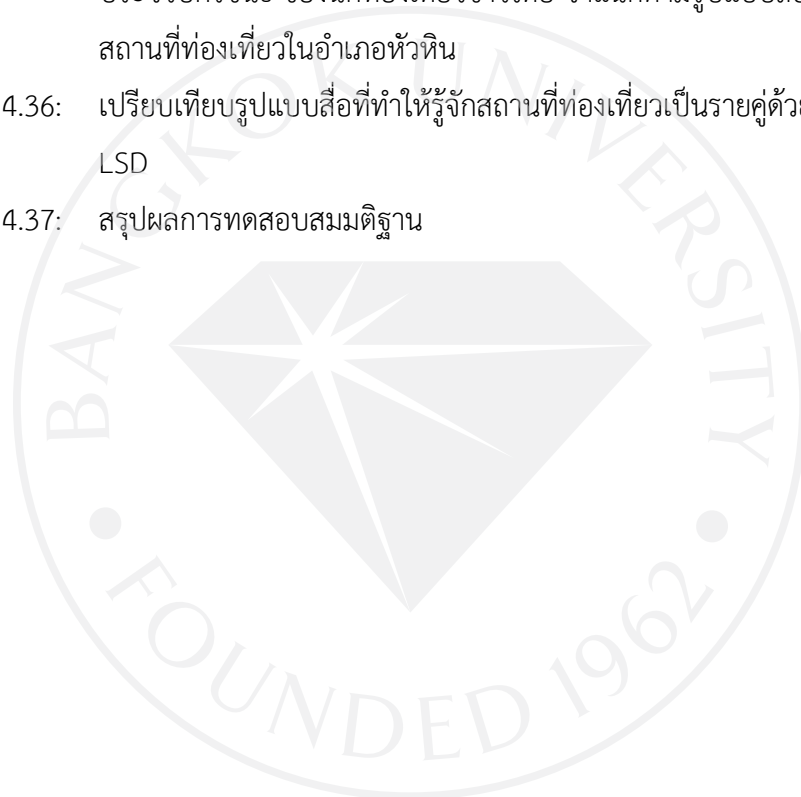 สถานที่ท่องเที่ยวในอำเภอหัวหิน
4.36: เปรียบเทียบรูปแบบสื่อที่ทำให้รู้จักสถานที่ท่องเที่ยวเป็นรายคู่ด้วย
LSD
4.37: สรุปผลการทดสอบสมมติฐาน
BANGKOK UNIVERSITY
FOUNDED 1962